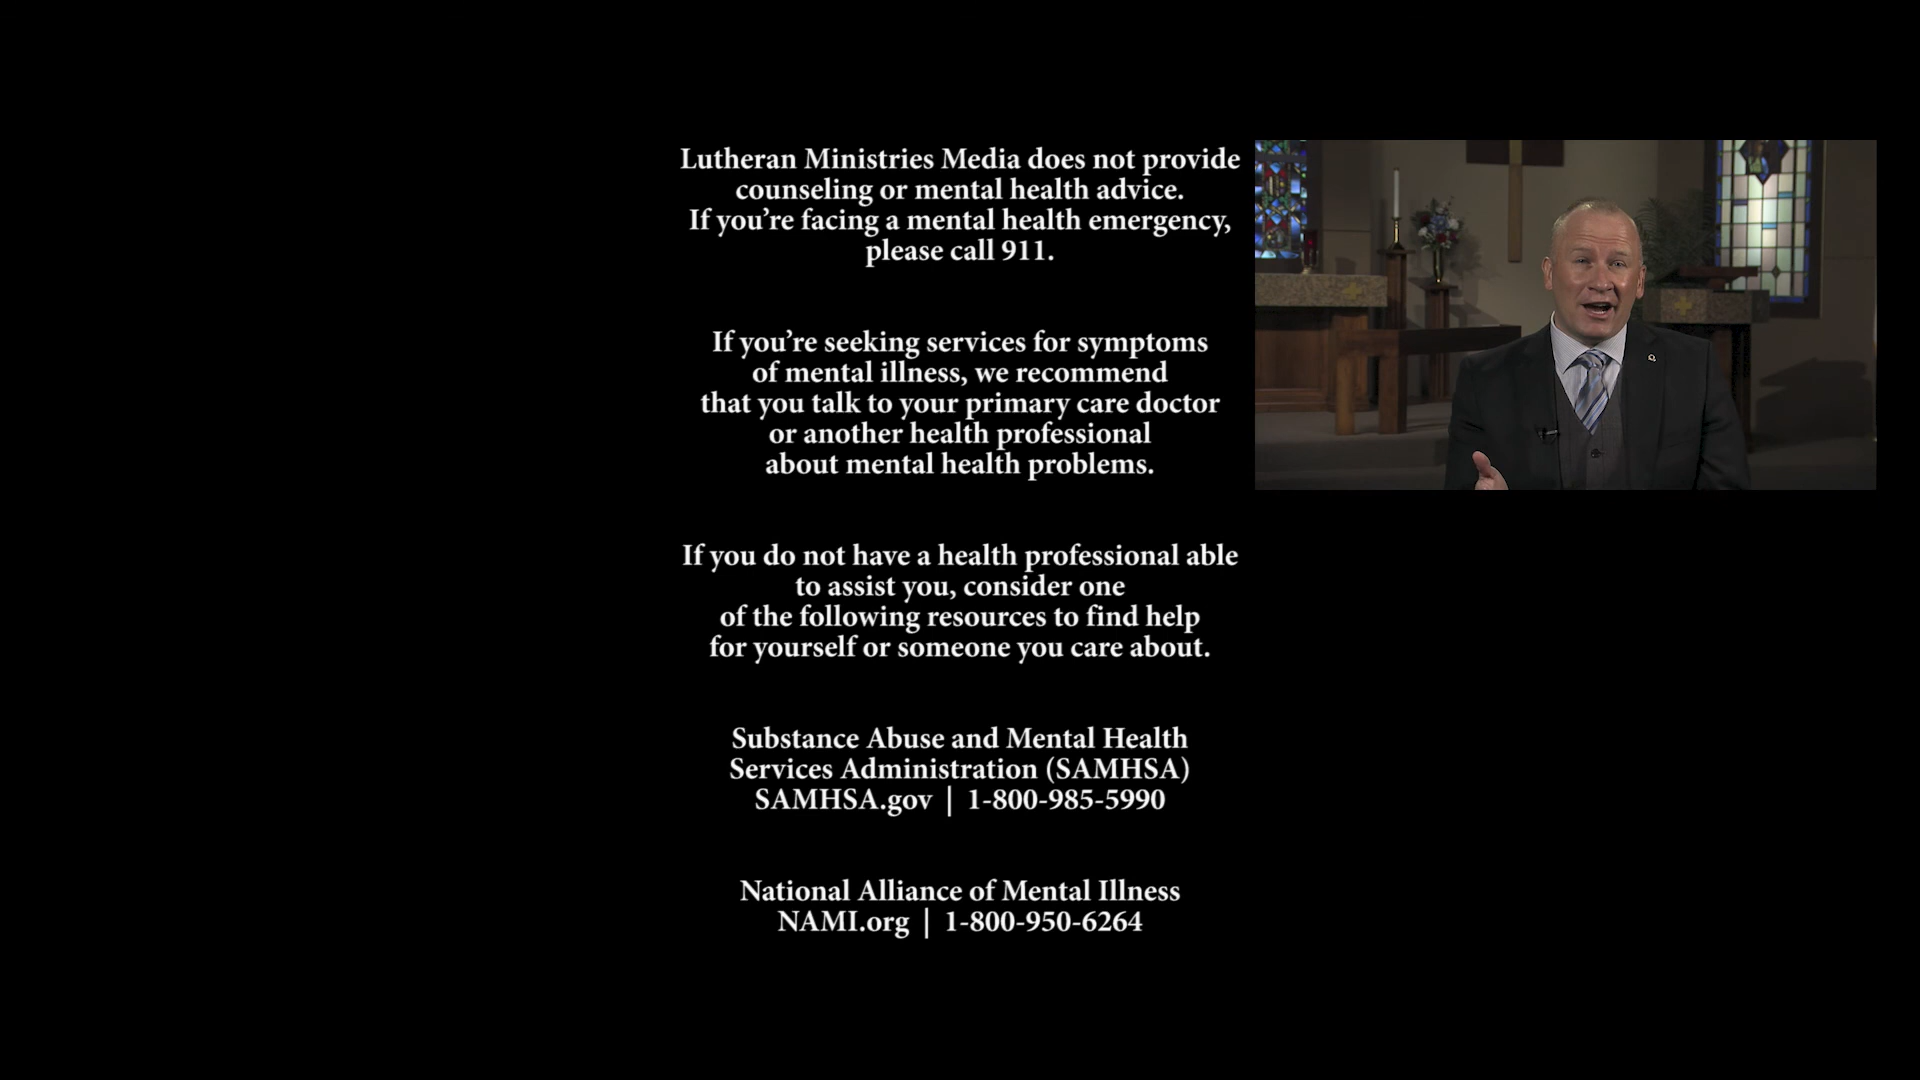 Lutheran Ministries Media does not provide
counseling or mental health advice.
If you’re facing a mental health emergency,
please call 911.
If you’re seeking services for symptoms
of mental illness, we recommend
that you talk to your primary care doctor
or another health professional
about mental health problems.
If you do not have a health professional able
to assist you, consider one
of the following resources to find help
for yourself or someone you care about.
Substance Abuse and Mental Health
Services Administration (SAMHSA)
SAMHSA.gov | 1-800-985-5990
National Alliance of Mental Illness
NAMI.org | 1-800-950-6264